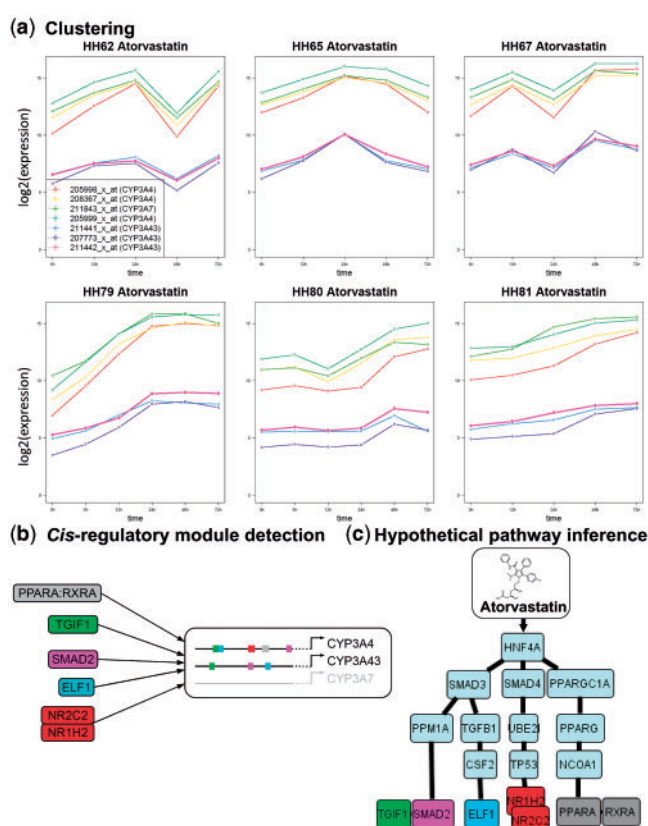 (a) Clustering
HH62 Atorvastatin
HH65 Atorvastatin
HH67 Atorvastatin
log2(expression)
205998_x_at (CYP3A4)
208367_x_at (CYP3A4)
211843_x_at (CYP3A7)
205999_x_at (CYP3A4)
211441_x_at (CYP3A43)
207773_x_at (CYP3A43)
211442_x_at (CYP3A43)
time
time
time
HH79 Atorvastatin
HH80 Atorvastatin
HH81 Atorvastatin
log2(expression)
time
time
time
(b) Cis-regulatory module detection
PPARA:RXRA
TGIF1
SMAD2
ELF1
NR2C2
NR1H2
CYP3A4
CYP3A43
CYP3A7
(c) Hypothetical pathway inference
Atorvastatin
HNF4A
SMAD3
SMAD4
PPARGC1A
PPM1A
TGFB1
UBE2I
PPARG
CSF2
TP53
NCOA1
TGIF1
SMAD2
ELF1
NR1H2
NR2C2
PPARA
RXRA